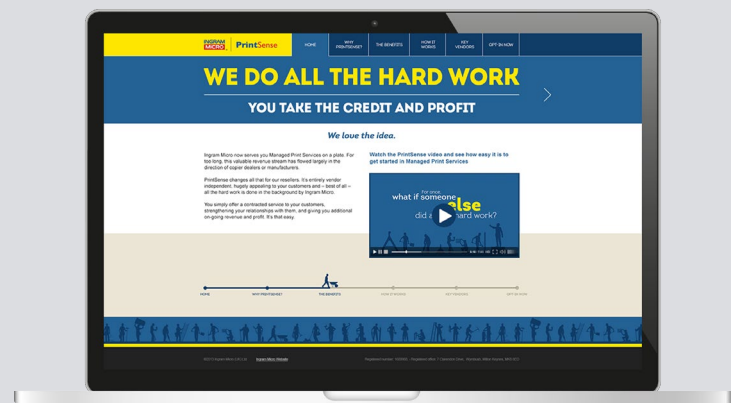 INGRAM MICRO | PrintSense
HOME
WHY PRINTSENSE?
THE BENEFITS
HOW IT WORKS
KEY VENDORS
OPT-IN NOW
WE DO ALL THE HARD WORK
YOU TAKE THE CREDIT AND PROFIT
We love the idea.
Ingram Micro now serves you Managed Print Services on a plate. For
too long, this valuable revenue stream has flowed largely in the
direction of copier dealers or manufacturers.
PrintSense changes all that for our resellers. It's entirely vendor
independent, hugely appealing to your customers and – best of all –
all the hard work is done in the background by Ingram Micro.
You simply offer a contracted service to your customers,
strengthening your relationships with them, and giving you additional
on-going revenue and profit. It's that easy.
Watch the PrintSense video and see how easy it is to
get started in Managed Print Services
For once,
what if someone
else
did hard work?
HOME
WHY PRINTSENSE?
THE BENEFITS
HOW IT WORKS
KEY VENDORS
OPT-IN NOW
Ingram Micro Website